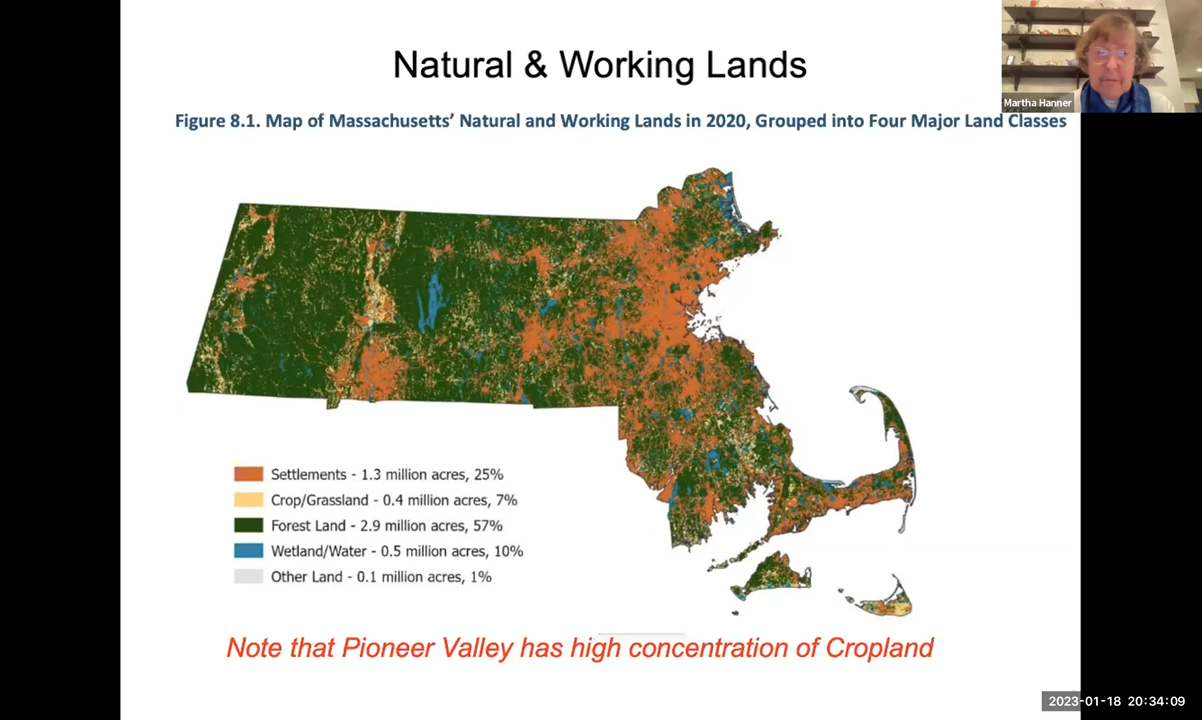 Natural & Working Lands
Martha Hanner
Figure 8.1. Map of Massachusetts' Natural and Working Lands in 2020, Grouped into Four Major Land Classes
Settlements - 1.3 million acres, 25%
Crop/Grassland - 0.4 million acres, 7%
Forest Land - 2.9 million acres, 57%
Wetland/Water - 0.5 million acres, 10%
Other Land - 0.1 million acres, 1%
Note that Pioneer Valley has high concentration of Cropland
2023-01-18 20:34:09